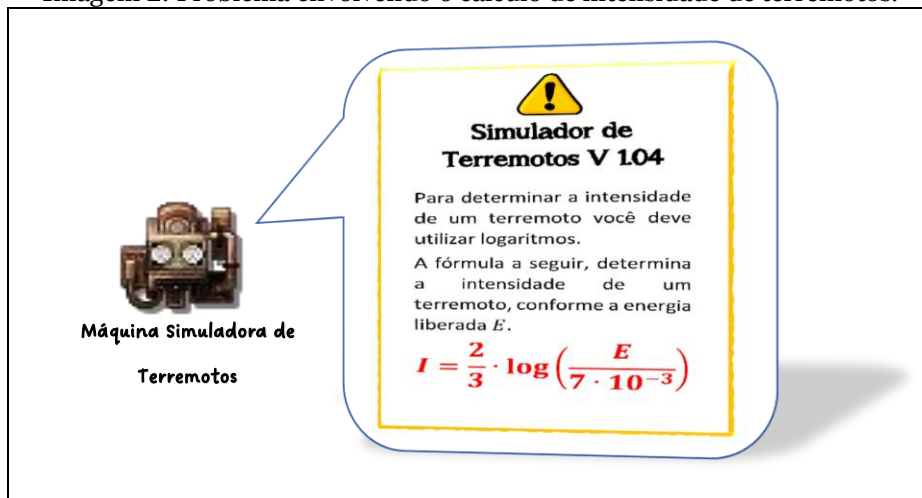 Imagem 2: Problema envolvendo o cálculo de intensidade de terremotos.
Simulador de
Terremotos V 1.04
Para determinar a intensidade
de um terremoto você deve
utilizar logaritmos.
A fórmula a seguir, determina
a intensidade de um
terremoto, conforme a energia
liberada E.
I = 2/3 · log(E/(7 · 10⁻³))
Máquina Simuladora de
Terremotos